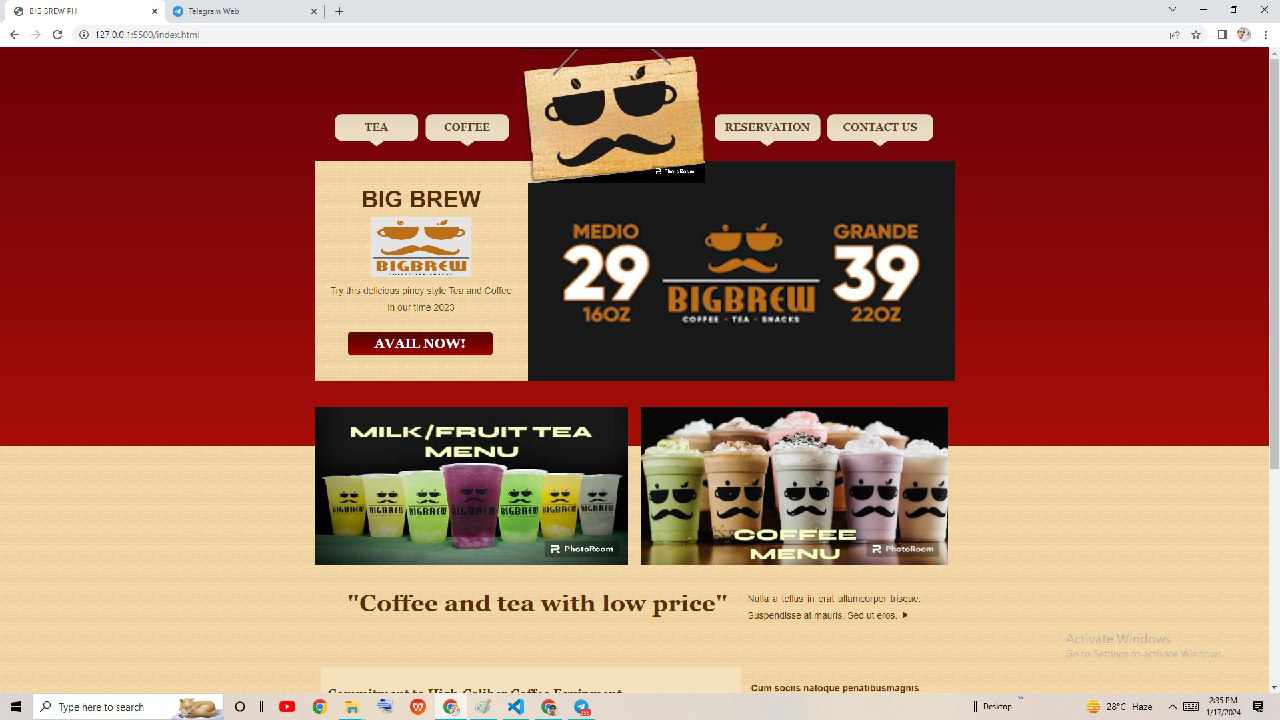 BIG BREW PH
Telegram Web
127.0.0.1:5500/index.html
TEA
COFFEE
RESERVATION
CONTACT US
PhotoRoom
BIG BREW
BIGBREW
Try this delicious pinoy style Tea and Coffee
in our time 2023
AVAIL NOW!
MEDIO
29
16OZ
BIGBREW
COFFEE - TEA - SNACKS
GRANDE
39
22OZ
MILK/FRUIT TEA
MENU
BIGBREW
BIGBREW
BIGBREW
PhotoRoom
COFFEE
MENU
PhotoRoom
"Coffee and tea with low price"
Nulla a tellus in erat ullamcorper triseue.
Suspendisse at mauris. Sed ut eros.
Activate Windows
Go to Settings to activate Windows.
Commitment to High-Caliber Coffee Equipment
Cum sociis natoque penatibusmagnis
Type here to search
Desktop
28°C Haze
2:35 PM
1/17/2024